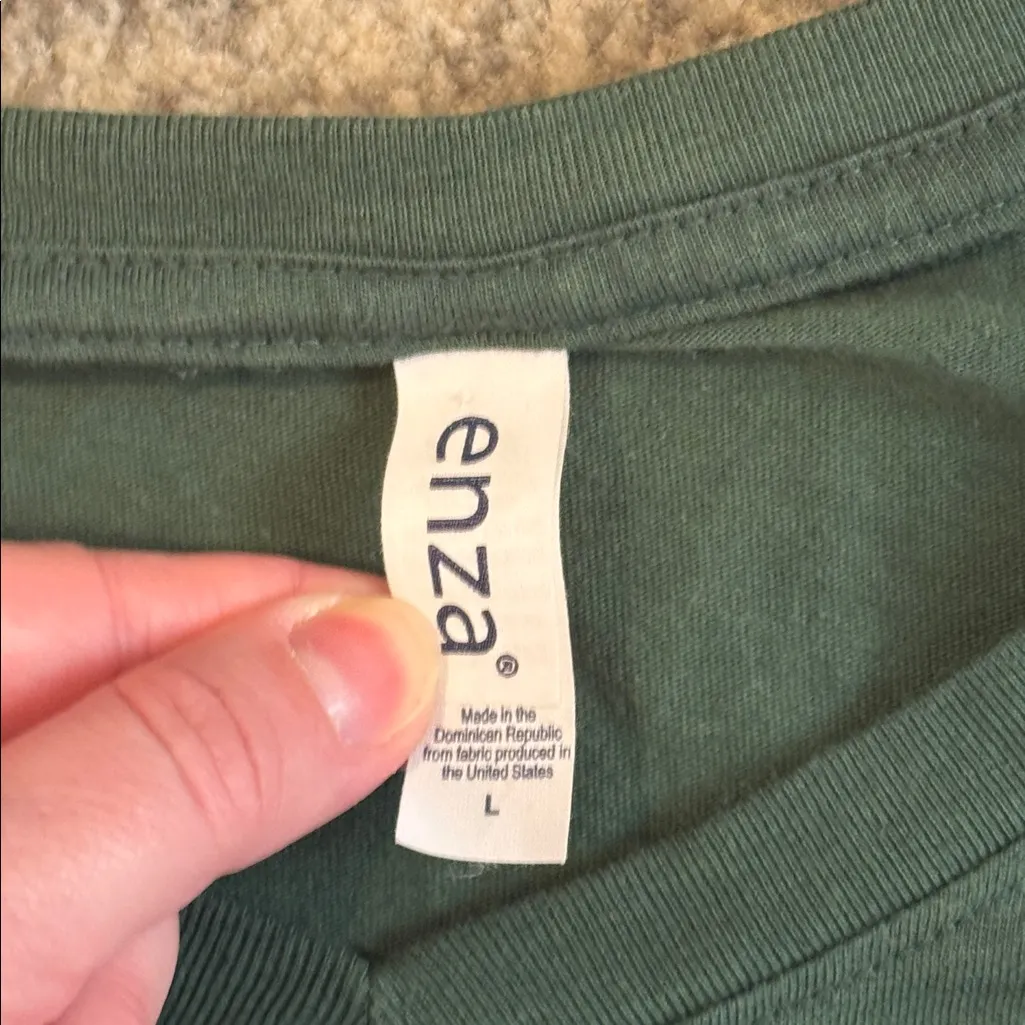 enza®
Made in the
Dominican Republic
from fabric produced in
the United States
L